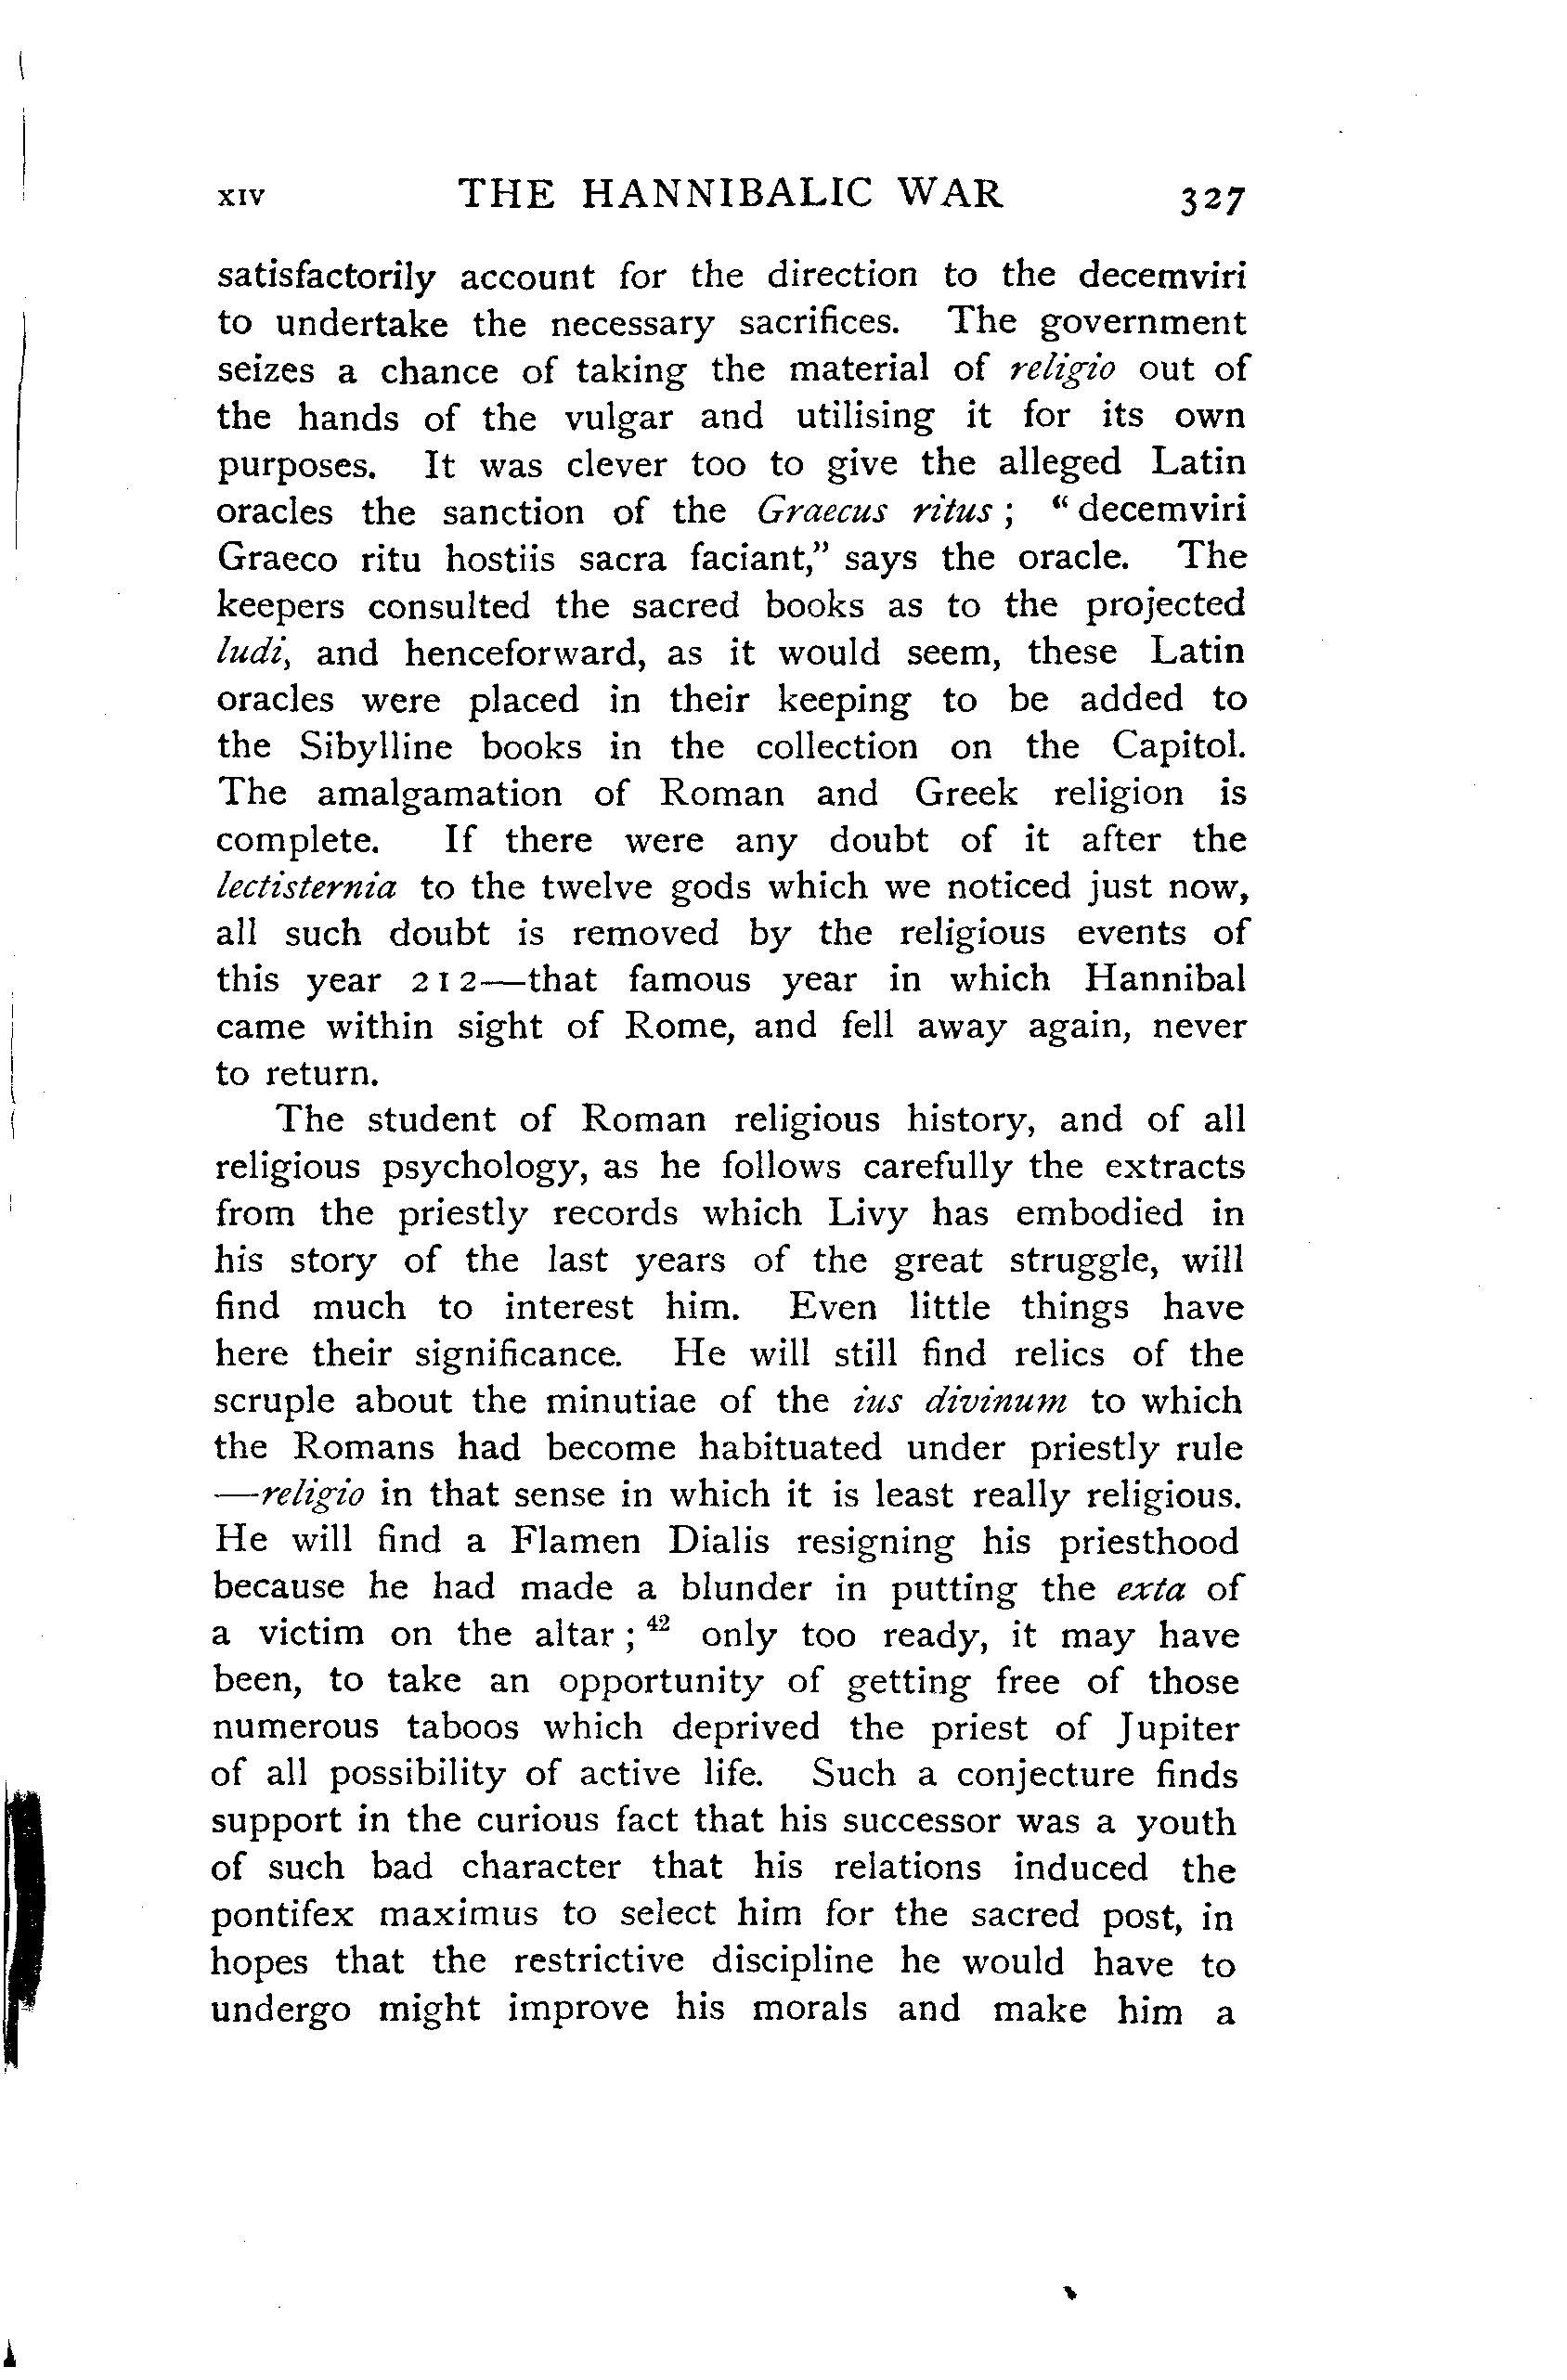 xiv THE HANNIBALIC WAR 327
satisfactorily account for the direction to the decemviri
to undertake the necessary sacrifices. The government
seizes a chance of taking the material of religio out of
the hands of the vulgar and utilising it for its own
purposes. It was clever too to give the alleged Latin
oracles the sanction of the Graecus ritus; “decemviri
Graeco ritu hostiis sacra faciant,” says the oracle. The
keepers consulted the sacred books as to the projected
ludi, and henceforward, as it would seem, these Latin
oracles were placed in their keeping to be added to
the Sibylline books in the collection on the Capitol.
The amalgamation of Roman and Greek religion is
complete. If there were any doubt of it after the
lectisternia to the twelve gods which we noticed just now,
all such doubt is removed by the religious events of
this year 212—that famous year in which Hannibal
came within sight of Rome, and fell away again, never
to return.
The student of Roman religious history, and of all
religious psychology, as he follows carefully the extracts
from the priestly records which Livy has embodied in
his story of the last years of the great struggle, will
find much to interest him. Even little things have
here their significance. He will still find relics of the
scruple about the minutiae of the ius divinum to which
the Romans had become habituated under priestly rule
—religio in that sense in which it is least really religious.
He will find a Flamen Dialis resigning his priesthood
because he had made a blunder in putting the exta of
a victim on the altar;⁴² only too ready, it may have
been, to take an opportunity of getting free of those
numerous taboos which deprived the priest of Jupiter
of all possibility of active life. Such a conjecture finds
support in the curious fact that his successor was a youth
of such bad character that his relations induced the
pontifex maximus to select him for the sacred post, in
hopes that the restrictive discipline he would have to
undergo might improve his morals and make him a